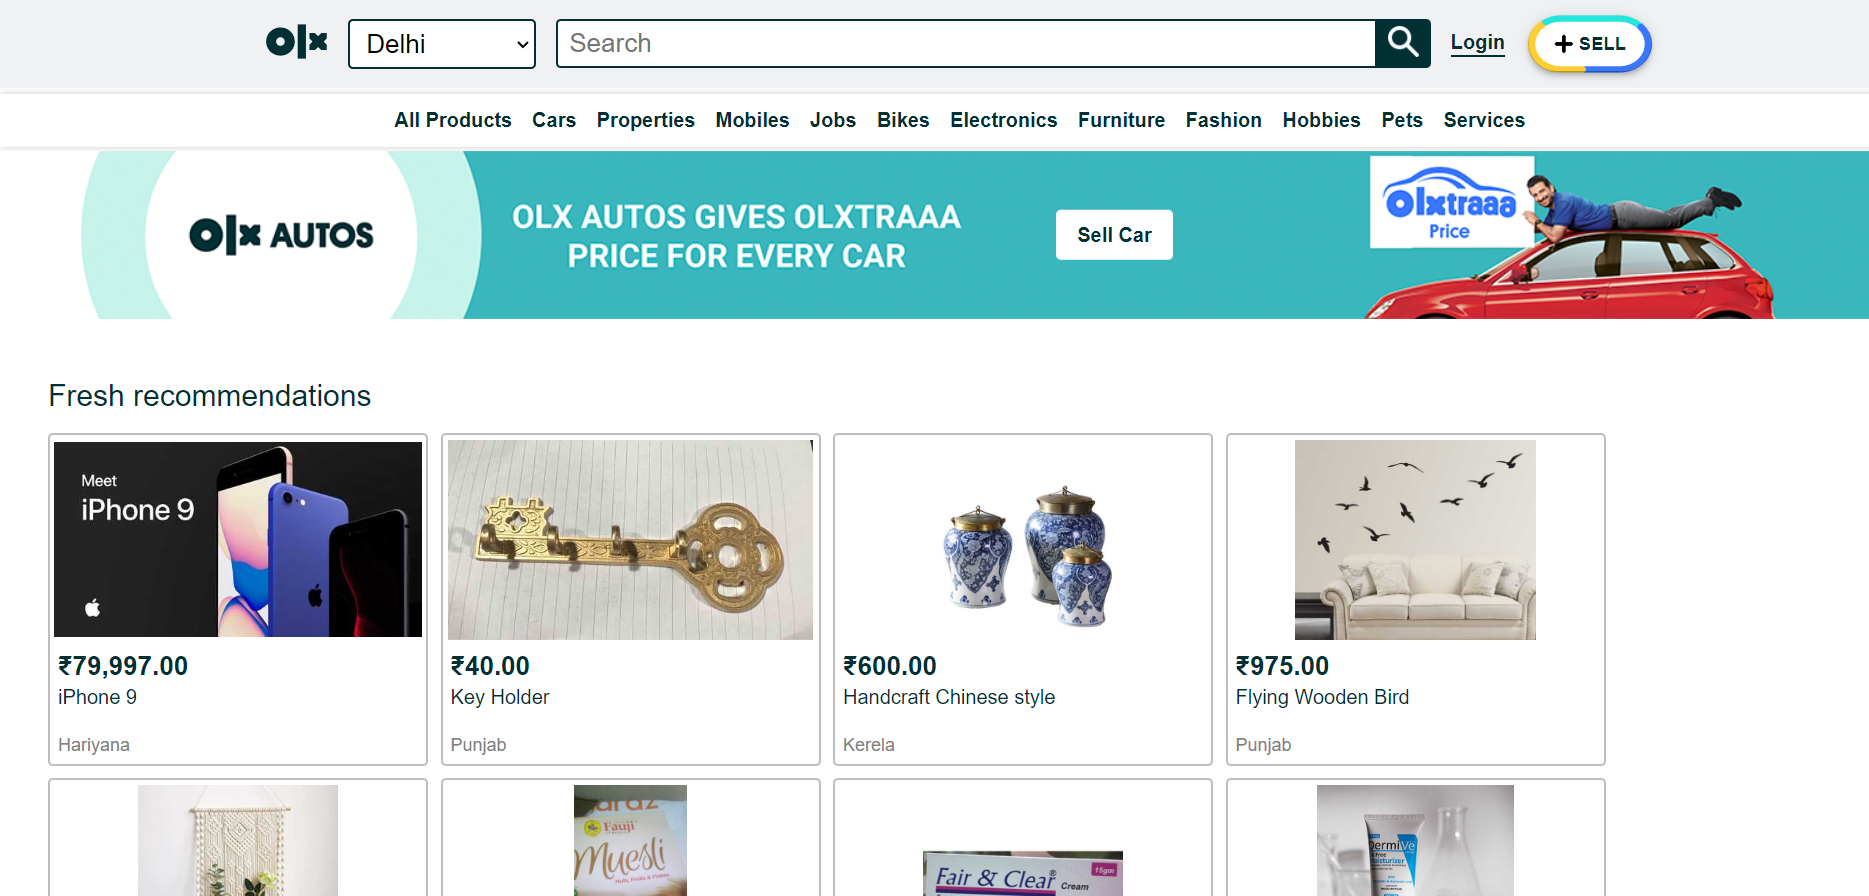 olx
Delhi
Search
Login
+ SELL
All Products Cars Properties Mobiles Jobs Bikes Electronics Furniture Fashion Hobbies Pets Services
olx AUTOS
OLX AUTOS GIVES OLXTRAAA
PRICE FOR EVERY CAR
Sell Car
olxtraaa
Price
Fresh recommendations
Meet
iPhone 9
₹79,997.00
iPhone 9
Hariyana
₹40.00
Key Holder
Punjab
₹600.00
Handcraft Chinese style
Kerela
₹975.00
Flying Wooden Bird
Punjab
Fauji
Muesli
Fair & Clear®
Cream
15gm
DermiVe
Moisturizer